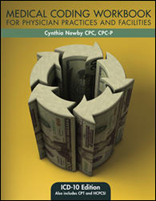 MEDICAL CODING WORKBOOK
FOR PHYSICIAN PRACTICES AND FACILITIES
Cynthia Newby CPC, CPC-P
ICD-10 Edition
Also includes CPT and HCPCS!